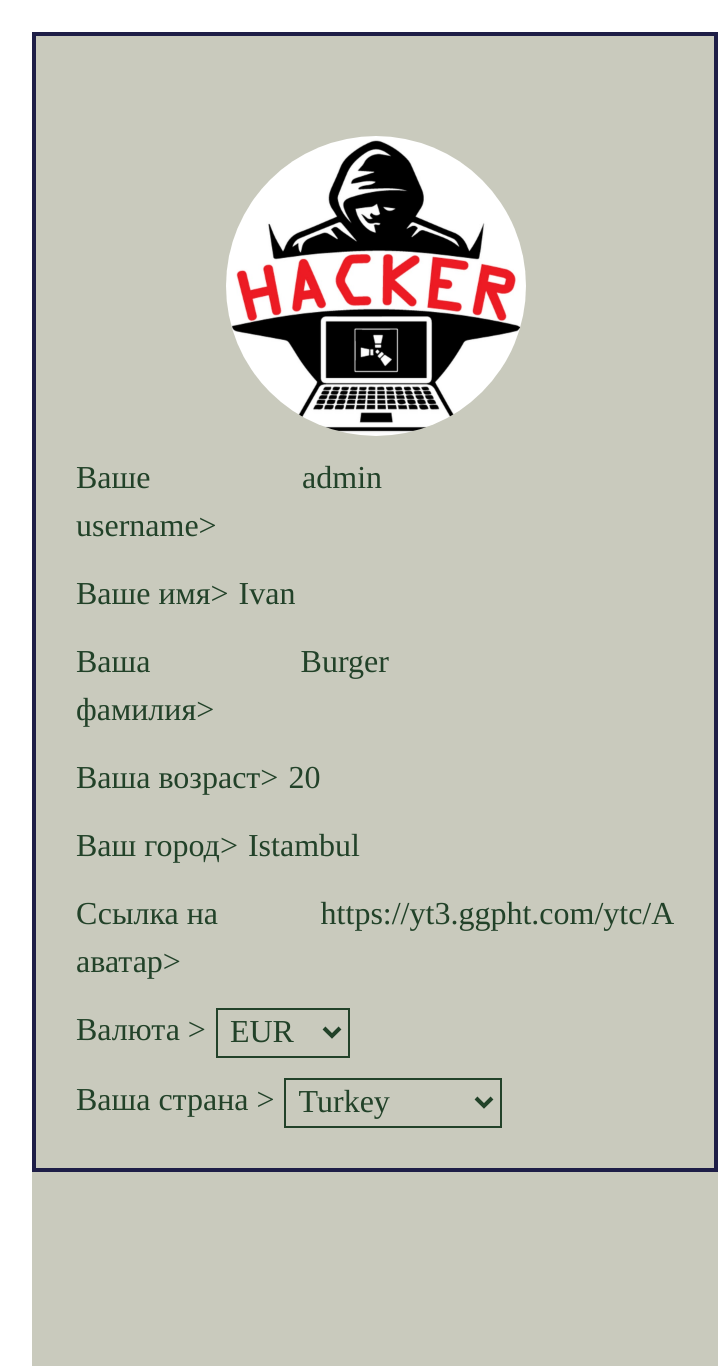 HACKER
Ваше admin
username>
Ваше имя> Ivan
Ваша Burger
фамилия>
Ваша возраст> 20
Ваш город> Istambul
Ссылка на https://yt3.ggpht.com/ytc/A
аватар>
Валюта > EUR
Ваша страна > Turkey